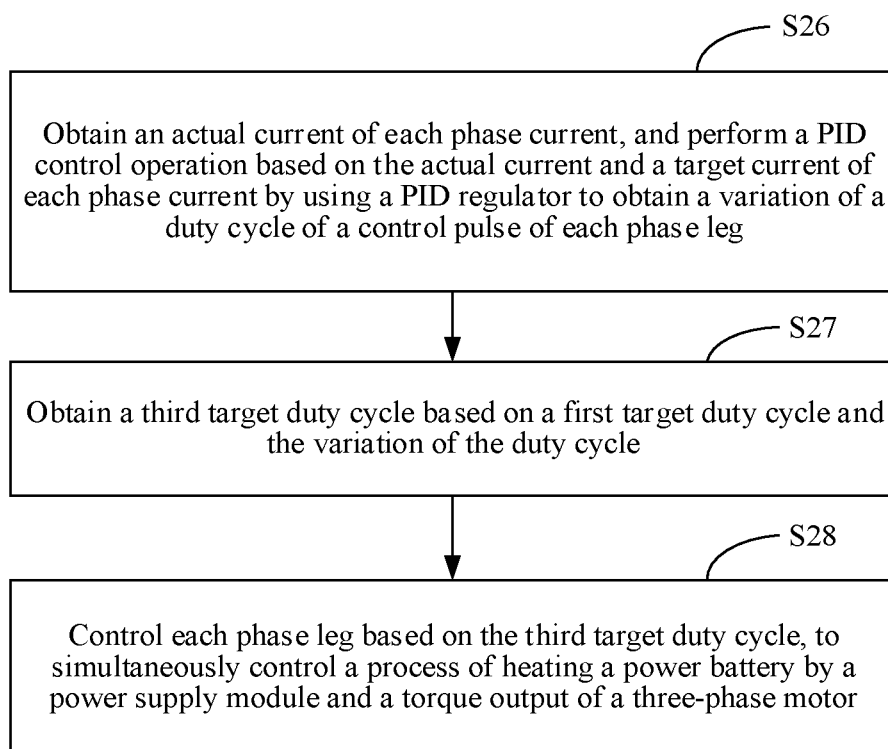 S26
Obtain an actual current of each phase current, and perform a PID
control operation based on the actual current and a target current of
each phase current by using a PID regulator to obtain a variation of a
duty cycle of a control pulse of each phase leg
S27
Obtain a third target duty cycle based on a first target duty cycle and
the variation of the duty cycle
S28
Control each phase leg based on the third target duty cycle, to
simultaneously control a process of heating a power battery by a
power supply module and a torque output of a three-phase motor